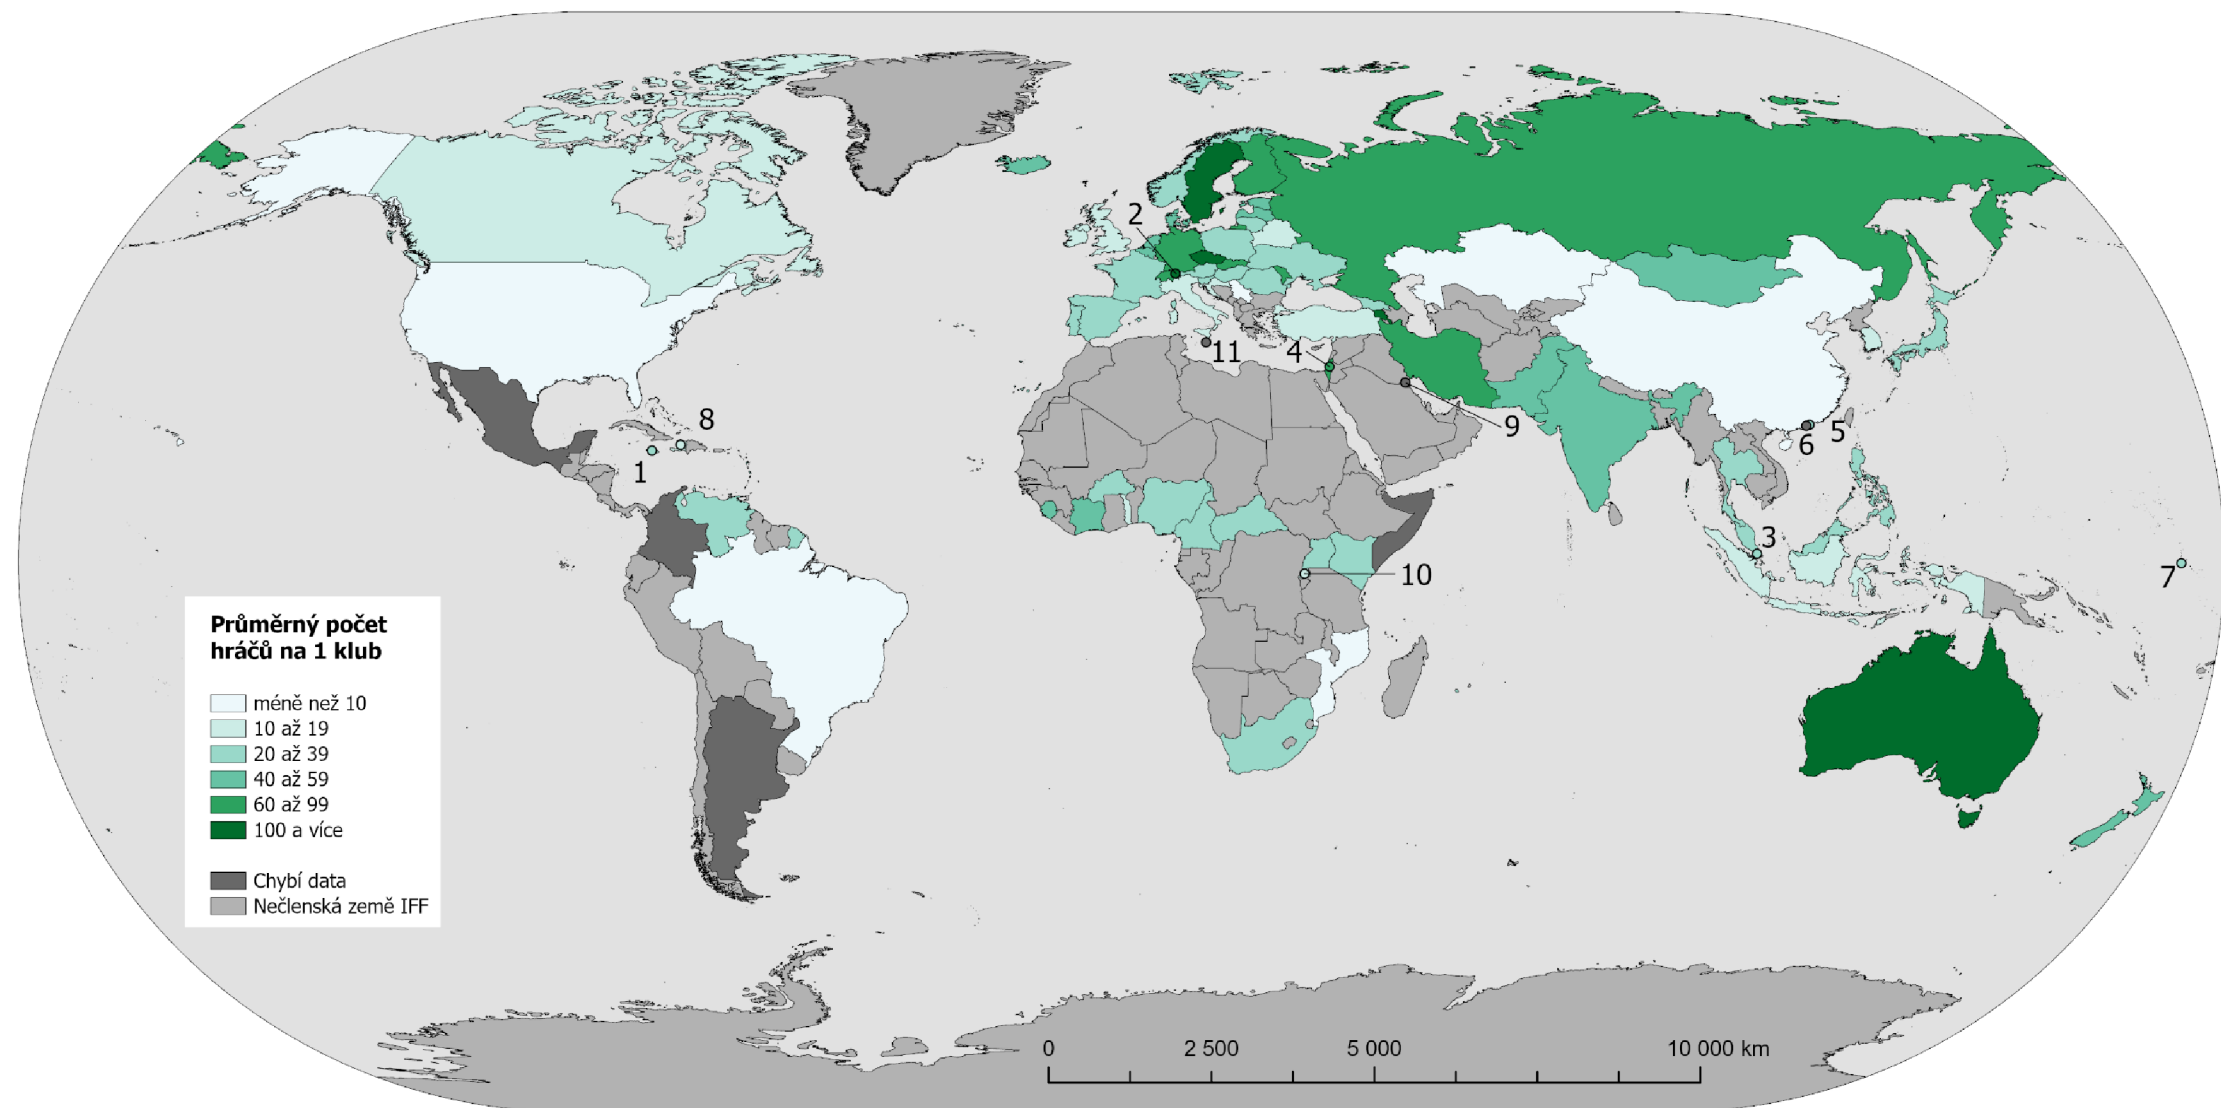 2
11
4
8
1
9
5
6
3
10
7
Průměrný počet
hráčů na 1 klub
méně než 10
10 až 19
20 až 39
40 až 59
60 až 99
100 a více
Chybí data
Nečlenská země IFF
0 2 500 5 000 10 000 km